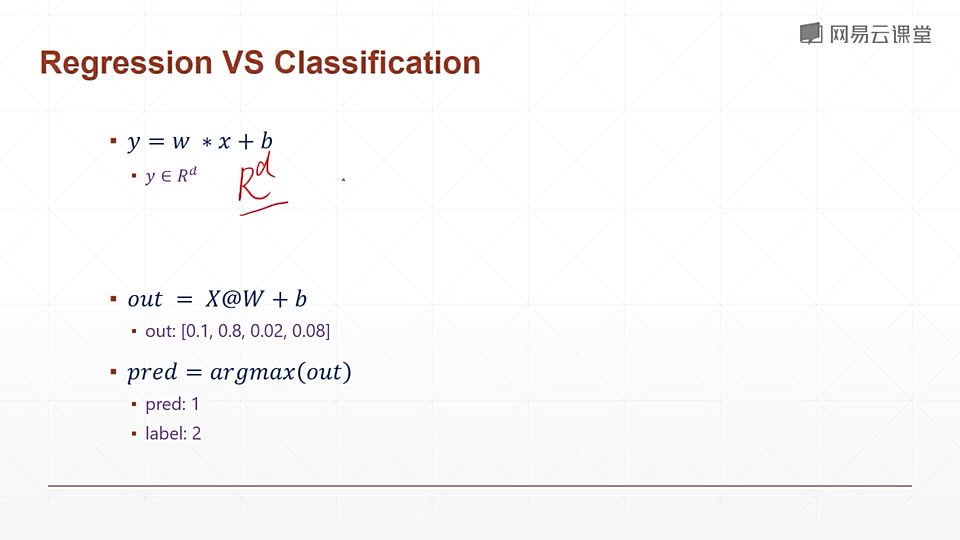 网易云课堂
Regression VS Classification
▪ y = w ∗ x + b
▪ y ∈ R^d
R^d
▪ out = X@W + b
▪ out: [0.1, 0.8, 0.02, 0.08]
▪ pred = argmax(out)
▪ pred: 1
▪ label: 2